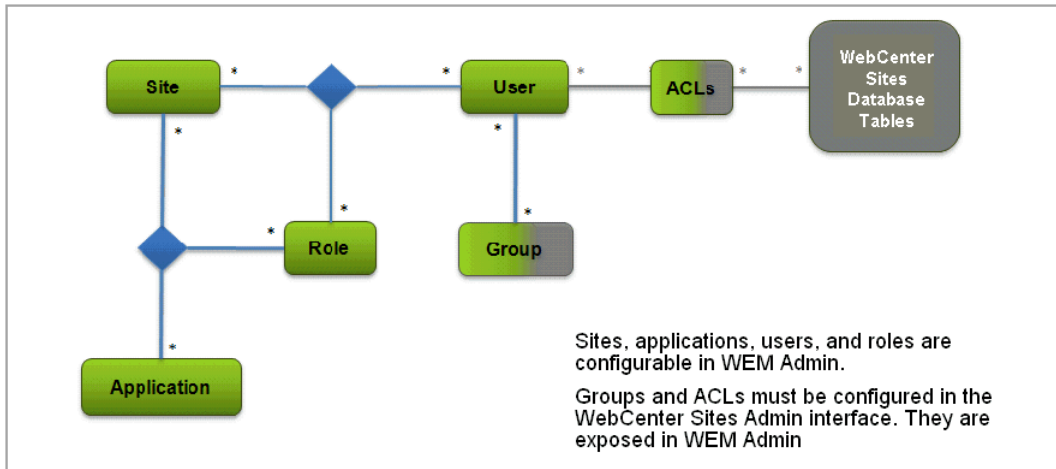 Site
*
*
User
*
ACLs
*
*
WebCenter
Sites
Database
Tables
*
*
*
*
*
Role
Group
*
Application
Sites, applications, users, and roles are
configurable in WEM Admin.
Groups and ACLs must be configured in the
WebCenter Sites Admin interface. They are
exposed in WEM Admin